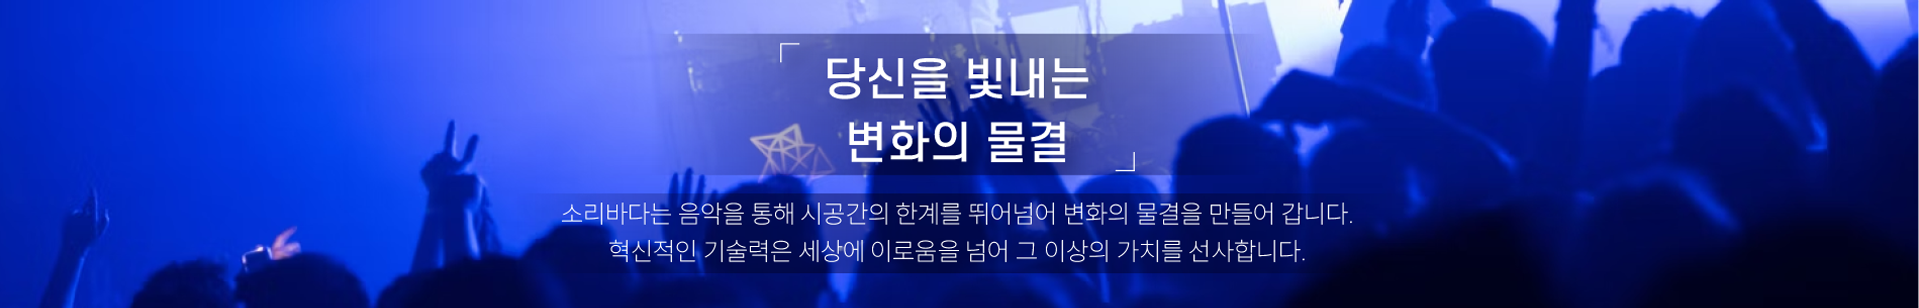 당신을 빛내는
변화의 물결
소리바다는 음악을 통해 시공간의 한계를 뛰어넘어 변화의 물결을 만들어 갑니다.
혁신적인 기술력은 세상에 이로움을 넘어 그 이상의 가치를 선사합니다.